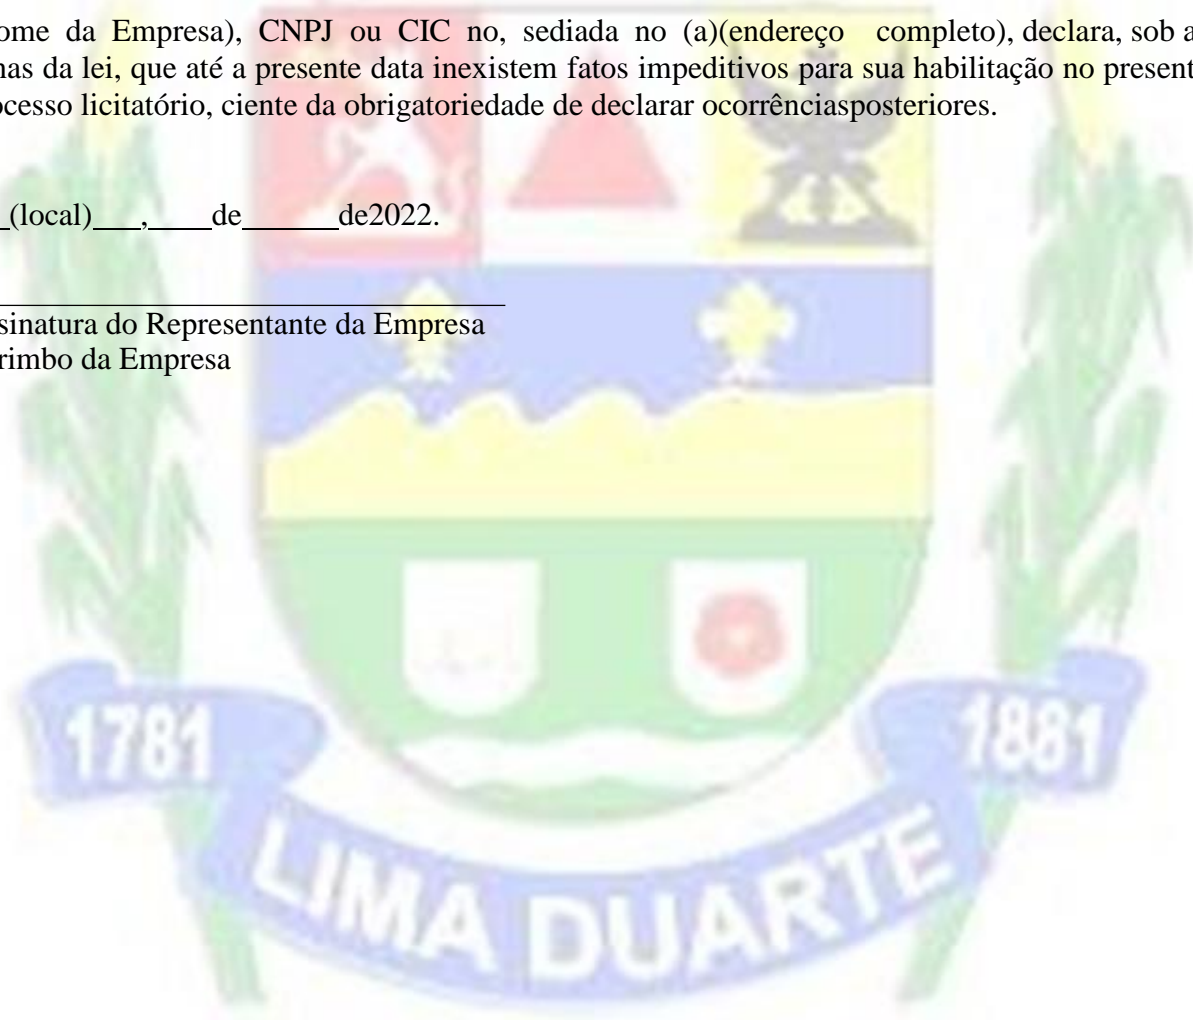 ome da Empresa), CNPJ ou CIC no, sediada no (a)(endereço completo), declara, sob a
nas da lei, que até a presente data inexistem fatos impeditivos para sua habilitação no present
ocesso licitatório, ciente da obrigatoriedade de declarar ocorrênciasposteriores.
_(local)___,____de______de2022.
sinatura do Representante da Empresa
rimbo da Empresa
1781
1881
LIMA DUARTE